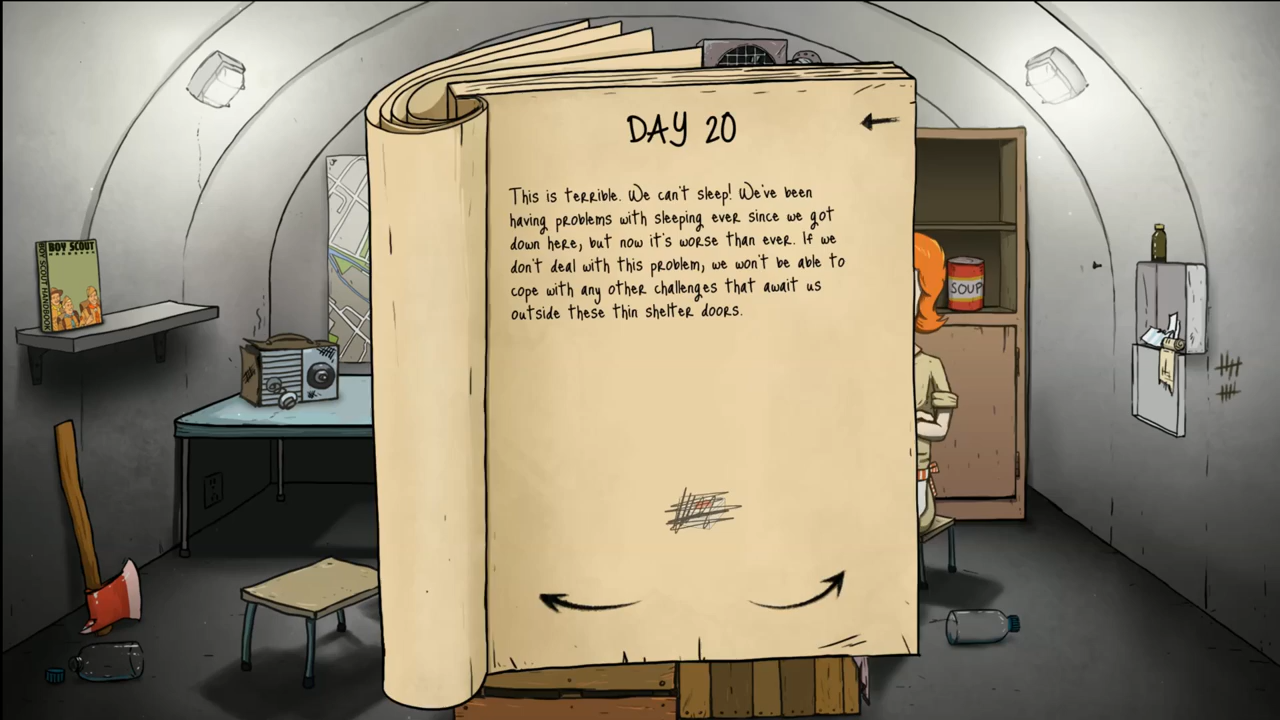 DAY 20
This is terrible. We can't sleep! We've been
having problems with sleeping ever since we got
down here, but now it's worse than ever. If we
don't deal with this problem, we won't be able to
cope with any other challenges that await us
outside these thin shelter doors.
BOY SCOUT
BOY SCOUT HANDBOOK
SOUP